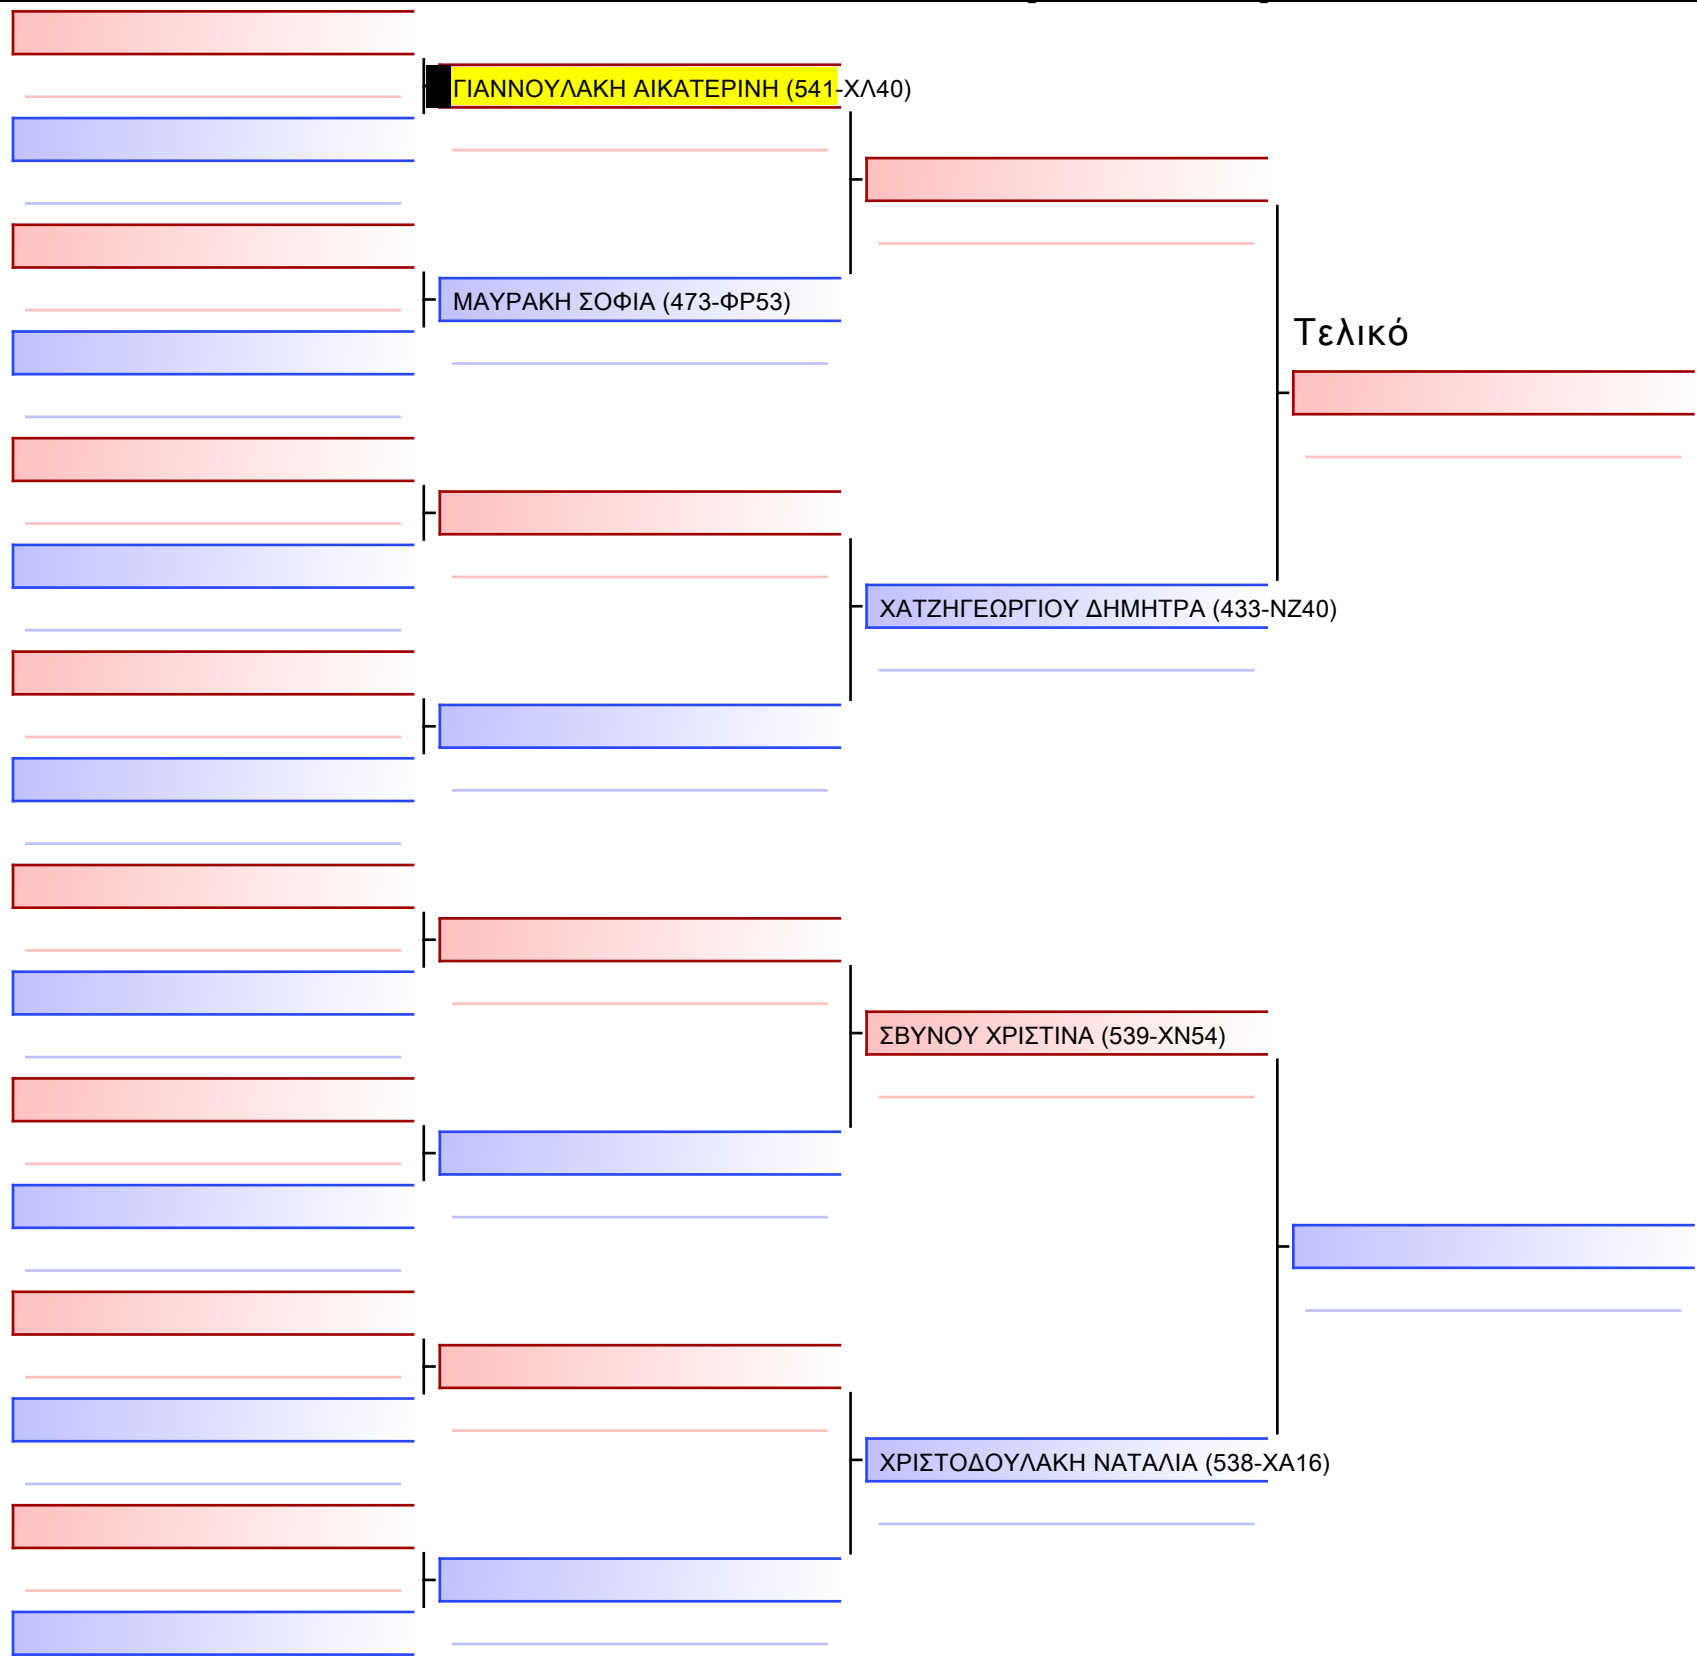 ΓΙΑΝΝΟΥΛΑΚΗ ΑΙΚΑΤΕΡΙΝΗ (541-ΧΛ40)
ΜΑΥΡΑΚΗ ΣΟΦΙΑ (473-ΦΡ53)
Τελικό
ΧΑΤΖΗΓΕΩΡΓΙΟΥ ΔΗΜΗΤΡΑ (433-ΝΖ40)
ΣΒΥΝΟΥ ΧΡΙΣΤΙΝΑ (539-ΧΝ54)
ΧΡΙΣΤΟΔΟΥΛΑΚΗ ΝΑΤΑΛΙΑ (538-ΧΑ16)